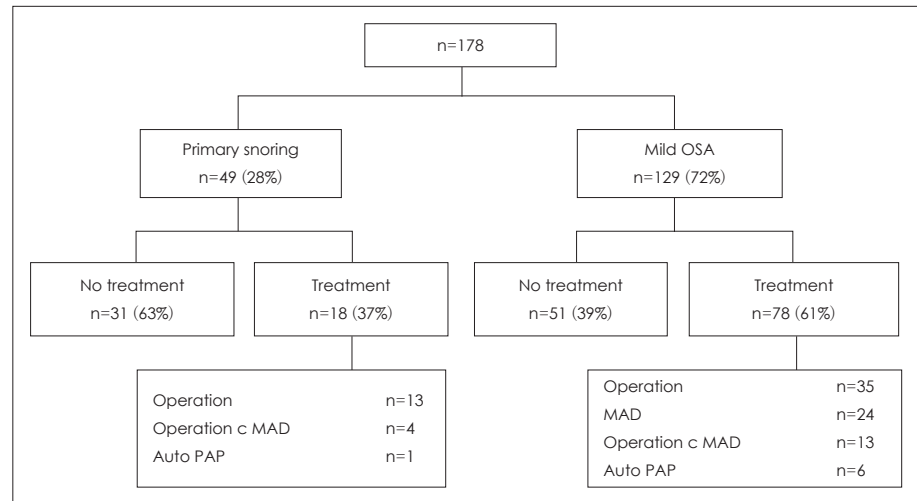 n=178
Primary snoring
n=49 (28%)
Mild OSA
n=129 (72%)
No treatment
n=31 (63%)
Treatment
n=18 (37%)
No treatment
n=51 (39%)
Treatment
n=78 (61%)
Operation n=13
Operation c MAD n=4
Auto PAP n=1
Operation n=35
MAD n=24
Operation c MAD n=13
Auto PAP n=6